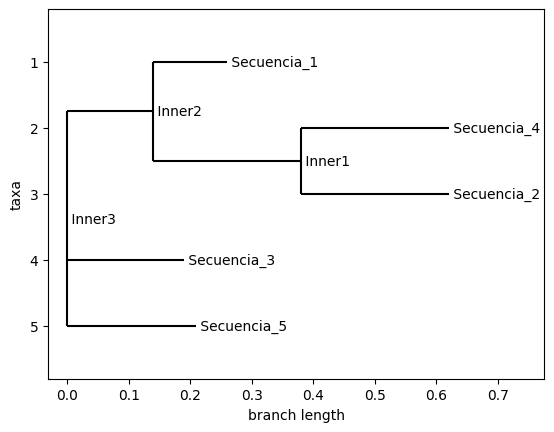 1
Secuencia_1
Inner2
2
Secuencia_4
Inner1
3
Secuencia_2
taxa
Inner3
4
Secuencia_3
5
Secuencia_5
0.0 0.1 0.2 0.3 0.4 0.5 0.6 0.7
branch length